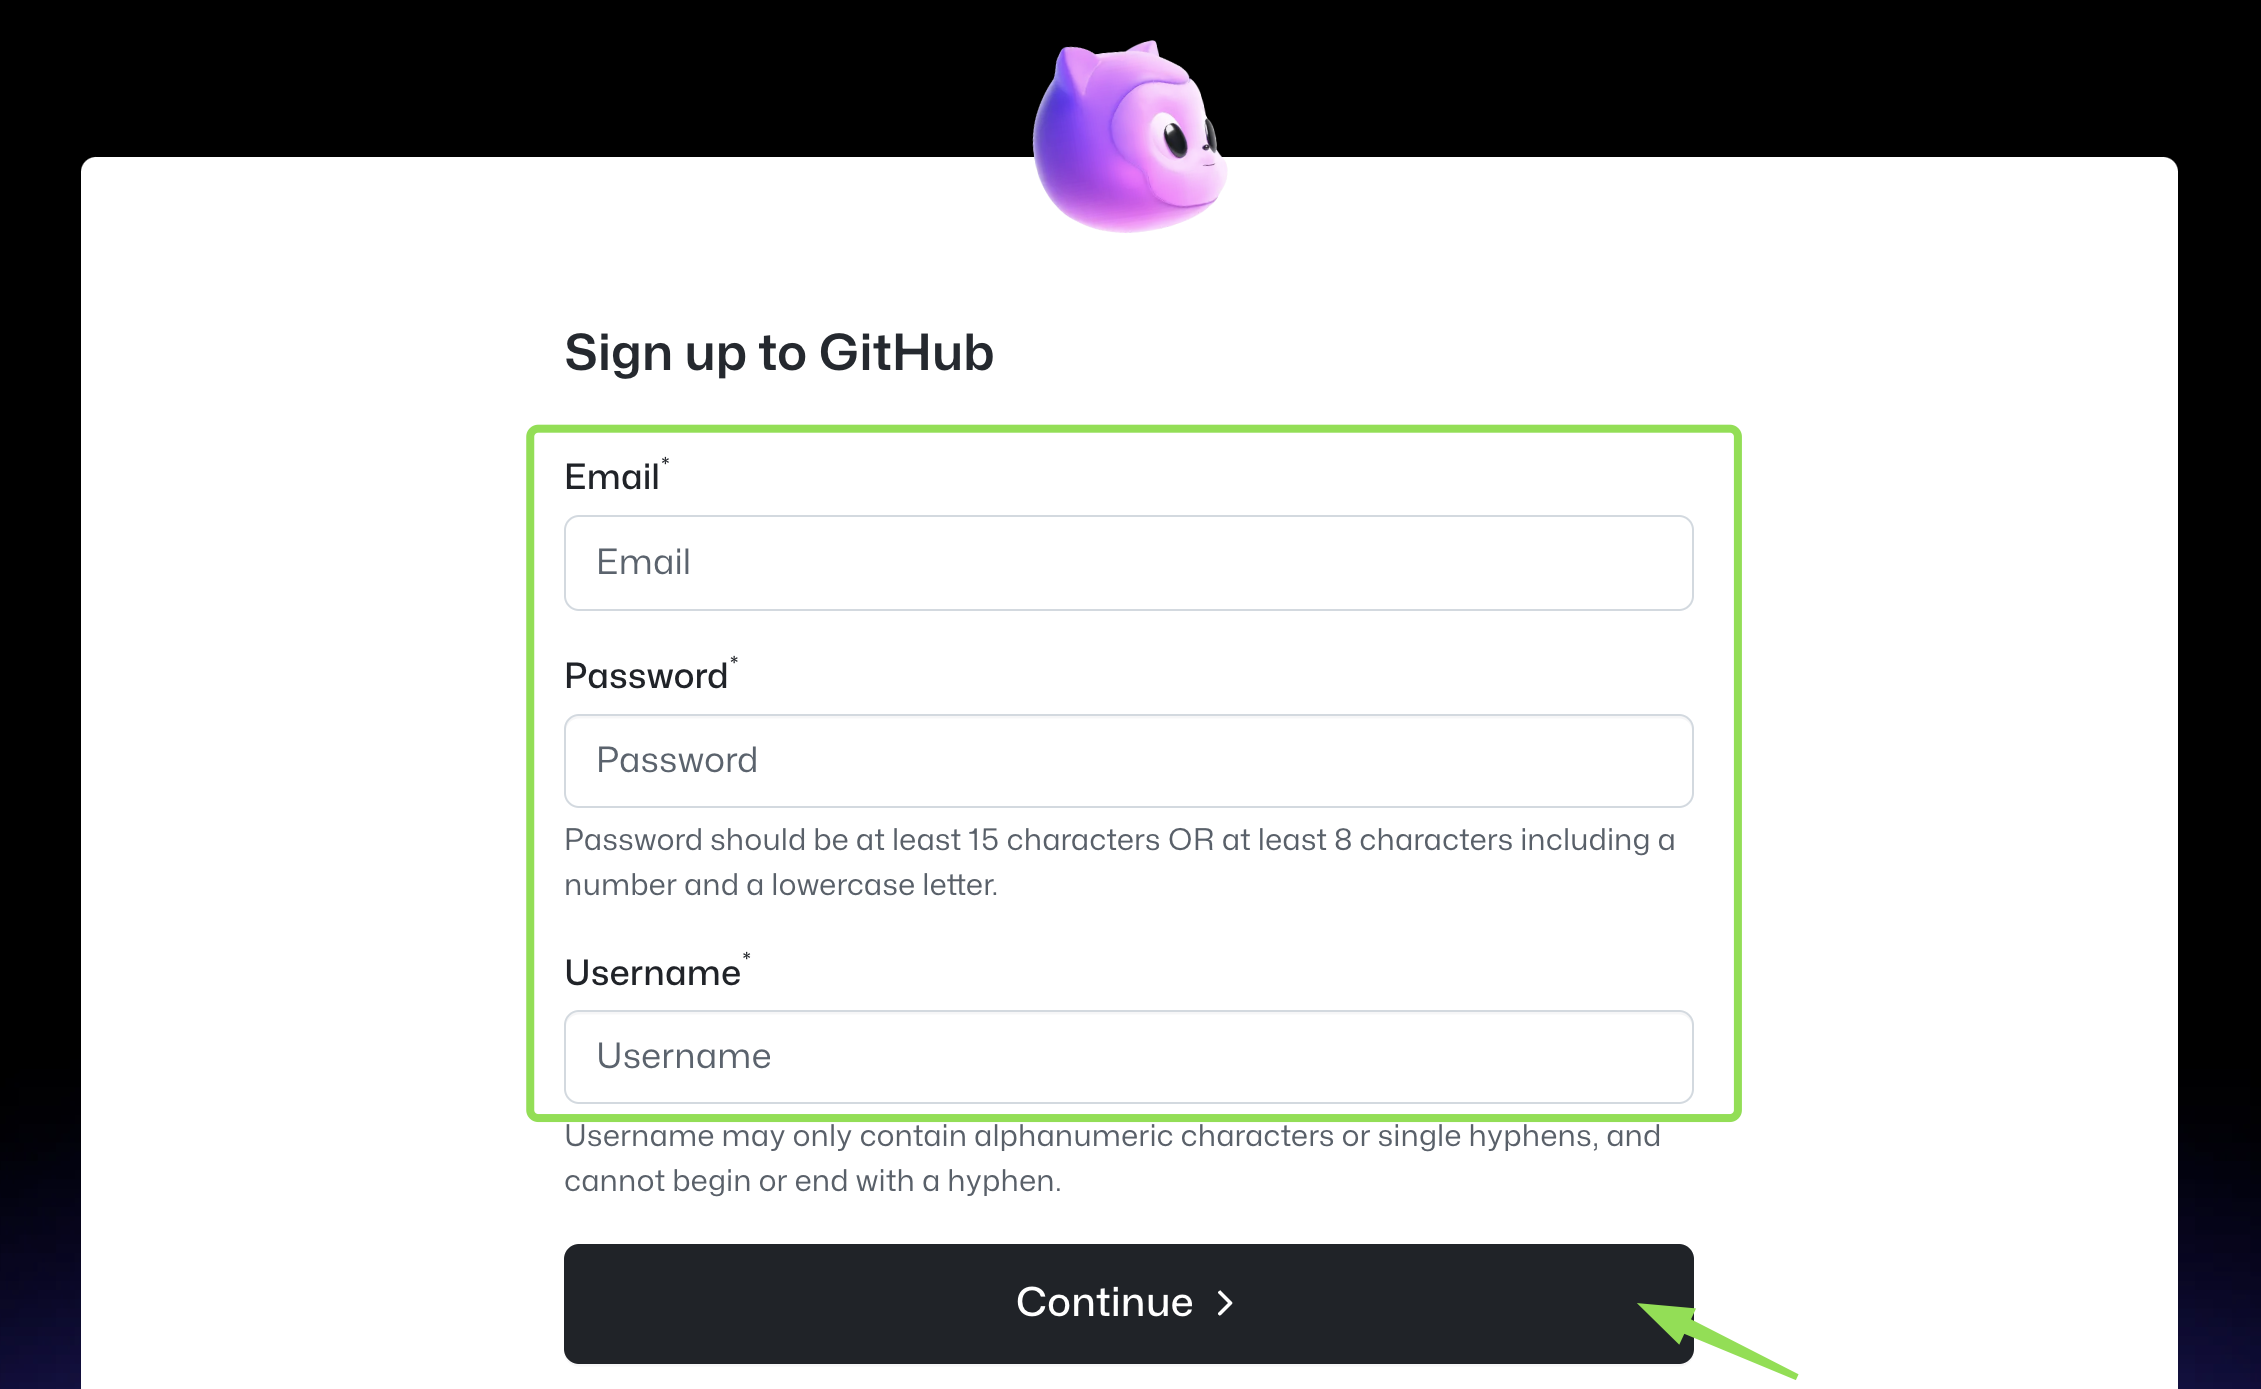 Sign up to GitHub
Email*
Email
Password*
Password
Password should be at least 15 characters OR at least 8 characters including a
number and a lowercase letter.
Username*
Username
Username may only contain alphanumeric characters or single hyphens, and
cannot begin or end with a hyphen.
Continue >